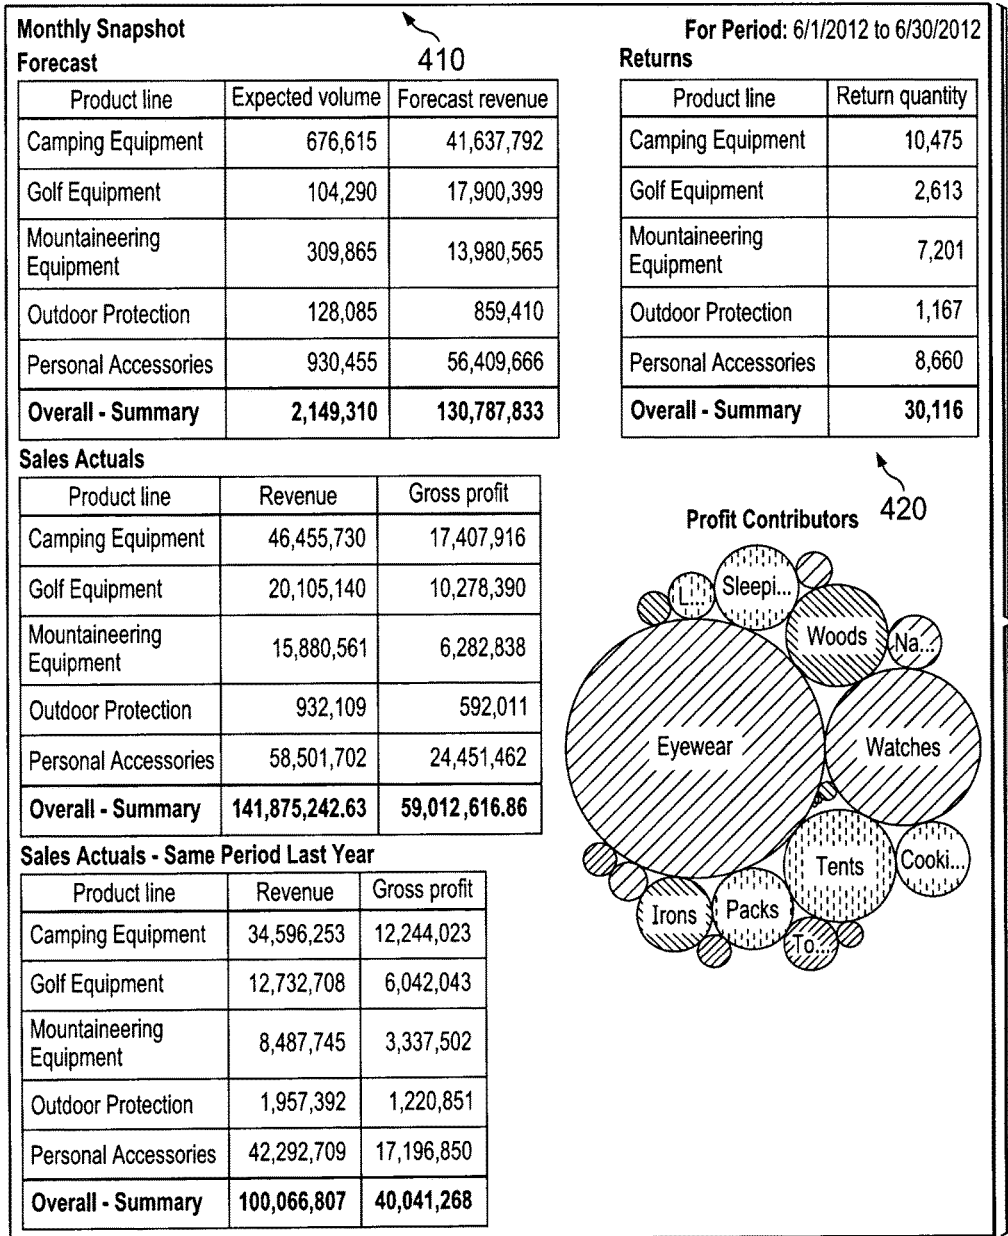 Monthly Snapshot
For Period: 6/1/2012 to 6/30/2012
410
Forecast
Product line Expected volume Forecast revenue
Camping Equipment 676,615 41,637,792
Golf Equipment 104,290 17,900,399
Mountaineering
Equipment 309,865 13,980,565
Outdoor Protection 128,085 859,410
Personal Accessories 930,455 56,409,666
Overall - Summary 2,149,310 130,787,833
Returns
Product line Return quantity
Camping Equipment 10,475
Golf Equipment 2,613
Mountaineering
Equipment 7,201
Outdoor Protection 1,167
Personal Accessories 8,660
Overall - Summary 30,116
420
Sales Actuals
Product line Revenue Gross profit
Camping Equipment 46,455,730 17,407,916
Golf Equipment 20,105,140 10,278,390
Mountaineering
Equipment 15,880,561 6,282,838
Outdoor Protection 932,109 592,011
Personal Accessories 58,501,702 24,451,462
Overall - Summary 141,875,242.63 59,012,616.86
Profit Contributors
L...
Sleepi...
Woods
Na...
Eyewear
Watches
Tents
Cooki...
Irons
Packs
To...
Sales Actuals - Same Period Last Year
Product line Revenue Gross profit
Camping Equipment 34,596,253 12,244,023
Golf Equipment 12,732,708 6,042,043
Mountaineering
Equipment 8,487,745 3,337,502
Outdoor Protection 1,957,392 1,220,851
Personal Accessories 42,292,709 17,196,850
Overall - Summary 100,066,807 40,041,268